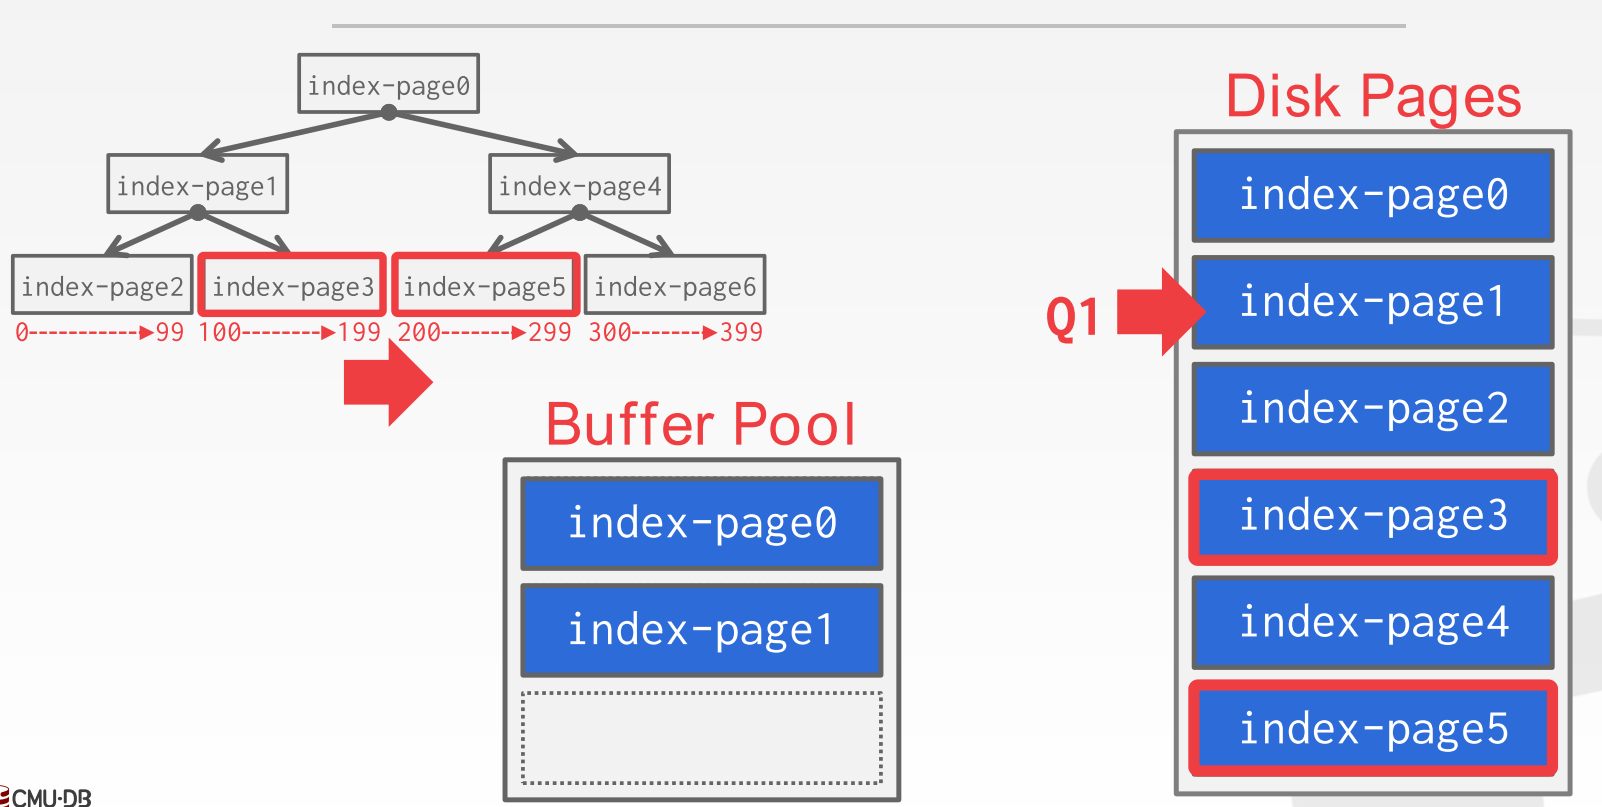 index-page0
index-page1
index-page4
index-page2
index-page3
index-page5
index-page6
0 99
100 199
200 299
300 399
Buffer Pool
index-page0
index-page1
Disk Pages
index-page0
Q1
index-page1
index-page2
index-page3
index-page4
index-page5
CMU·DB